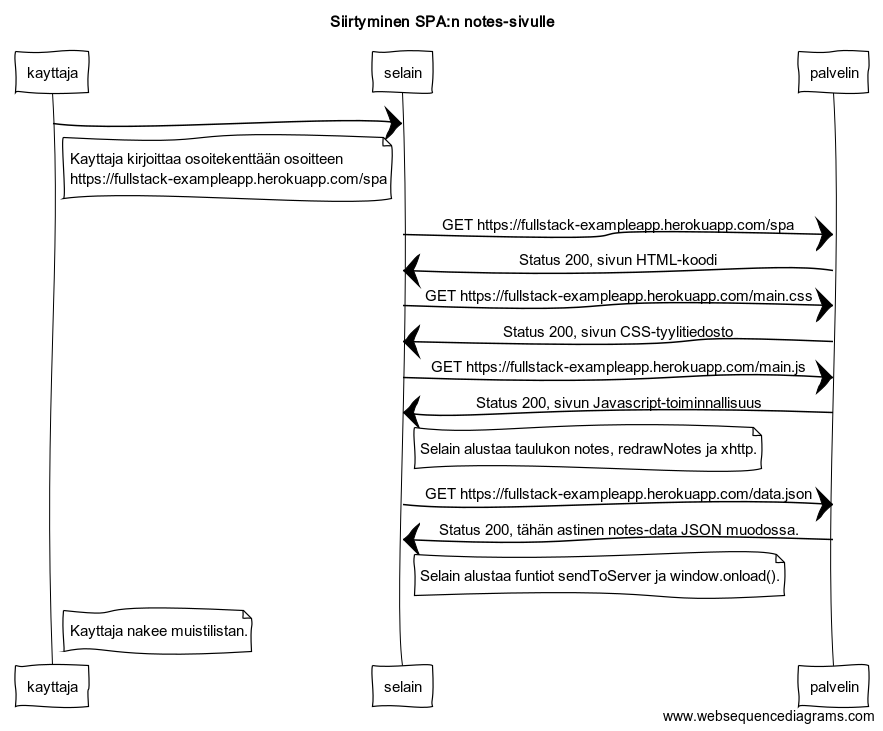 Siirtyminen SPA:n notes-sivulle
kayttaja
selain
palvelin
Kayttaja kirjoittaa osoitekenttään osoitteen
https://fullstack-exampleapp.herokuapp.com/spa
GET https://fullstack-exampleapp.herokuapp.com/spa
Status 200, sivun HTML-koodi
GET https://fullstack-exampleapp.herokuapp.com/main.css
Status 200, sivun CSS-tyylitiedosto
GET https://fullstack-exampleapp.herokuapp.com/main.js
Status 200, sivun Javascript-toiminnallisuus
Selain alustaa taulukon notes, redrawNotes ja xhttp.
GET https://fullstack-exampleapp.herokuapp.com/data.json
Status 200, tähän astinen notes-data JSON muodossa.
Selain alustaa funtiot sendToServer ja window.onload().
Kayttaja nakee muistilistan.
kayttaja
selain
palvelin
www.websequencediagrams.com